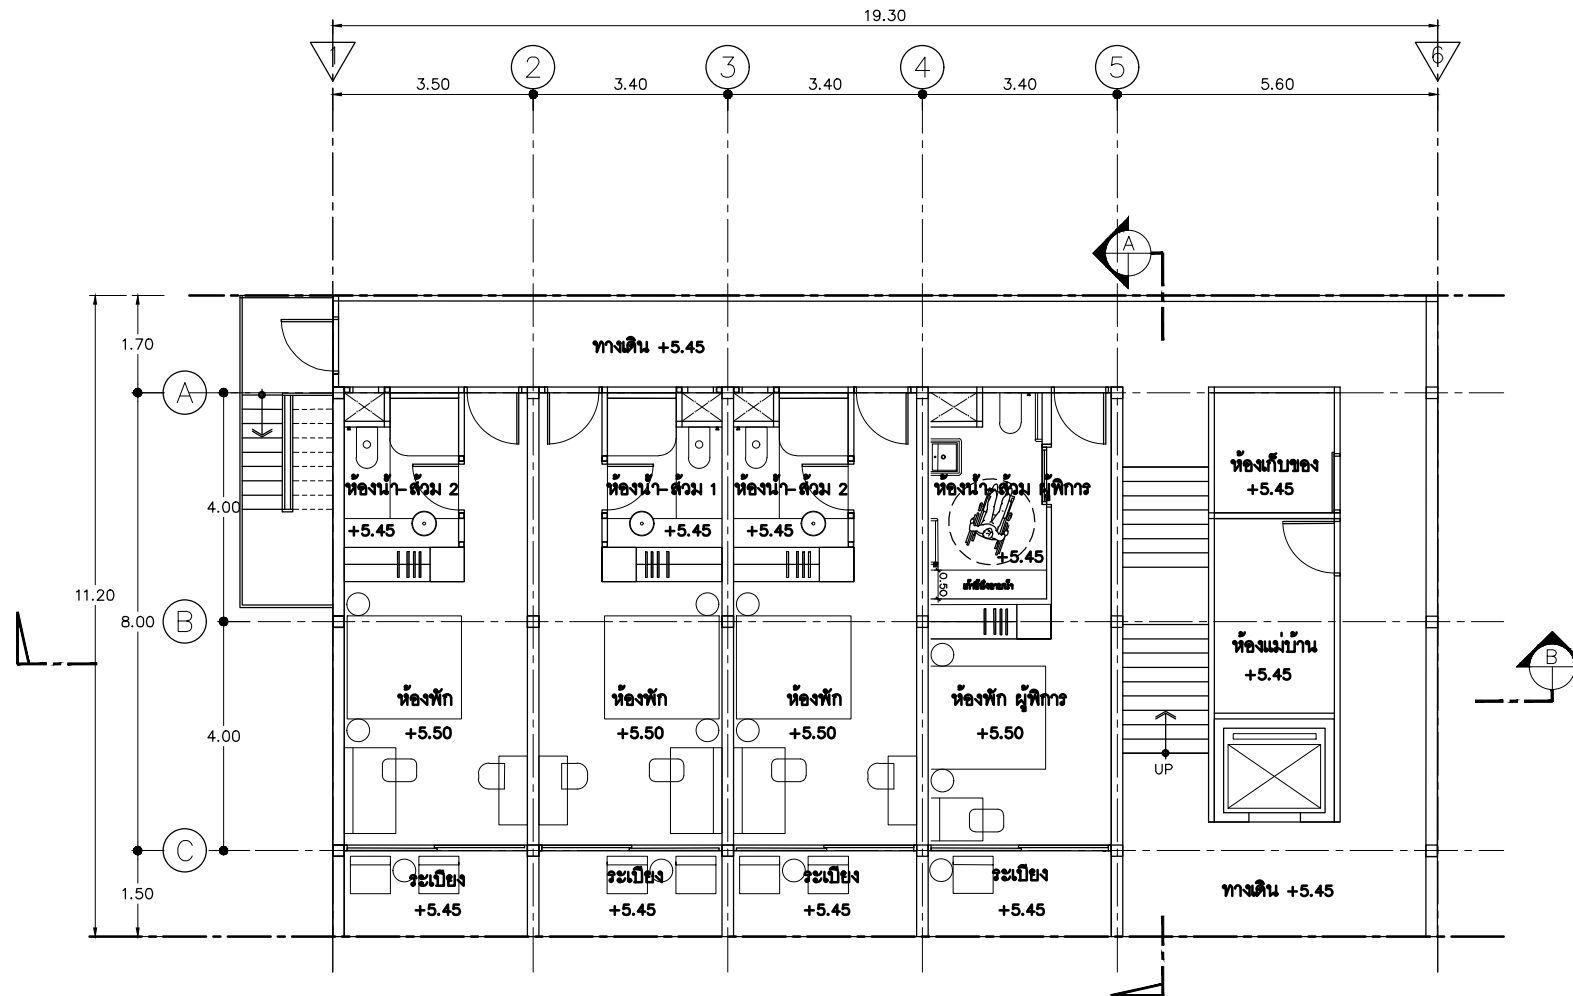 19.30
1
2
3
4
5
6
3.50
3.40
3.40
3.40
5.60
A
1.70
ทางเดิน +5.45
A
ห้องเก็บของ
+5.45
ห้องน้ำ-ส้วม 2
ห้องน้ำ-ส้วม 1
ห้องน้ำ-ส้วม 2
ห้องน้ำ-ส้วม ผู้พิการ
4.00
+5.45
+5.45
+5.45
+5.45
0.50
11.20
8.00
B
ห้องแม่บ้าน
+5.45
B
ห้องพัก
ห้องพัก
ห้องพัก
ห้องพัก ผู้พิการ
4.00
+5.50
+5.50
+5.50
+5.50
UP
C
ระเบียง
ระเบียง
ระเบียง
ระเบียง
1.50
ทางเดิน +5.45
+5.45
+5.45
+5.45
+5.45